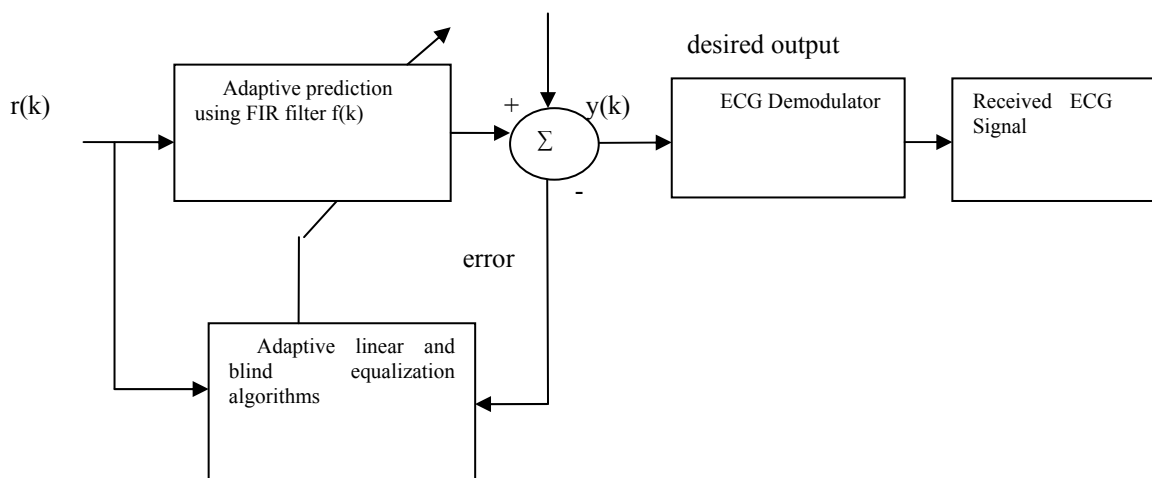 desired output
r(k)
Adaptive prediction
using FIR filter f(k)
+
y(k)
∑
-
ECG Demodulator
Received ECG
Signal
error
Adaptive linear and
blind equalization
algorithms